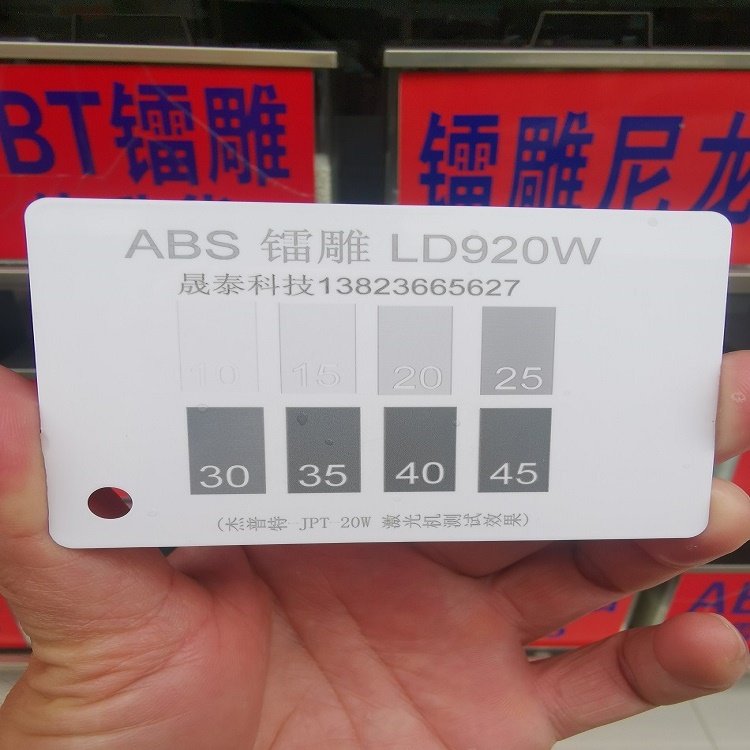 BT镭雕
镭雕尼龙
ABS 镭雕 LD920W
晟泰科技13823665627
10 15 20 25
30 35 40 45
(杰普特 JPT 20W 激光机测试效果)